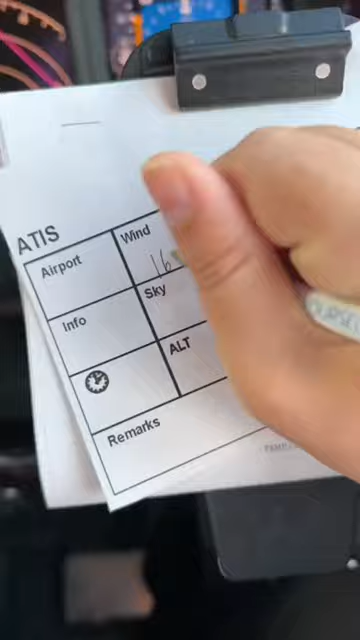 ATIS
Airport
Wind
16
Info
Sky
ALT
Remarks